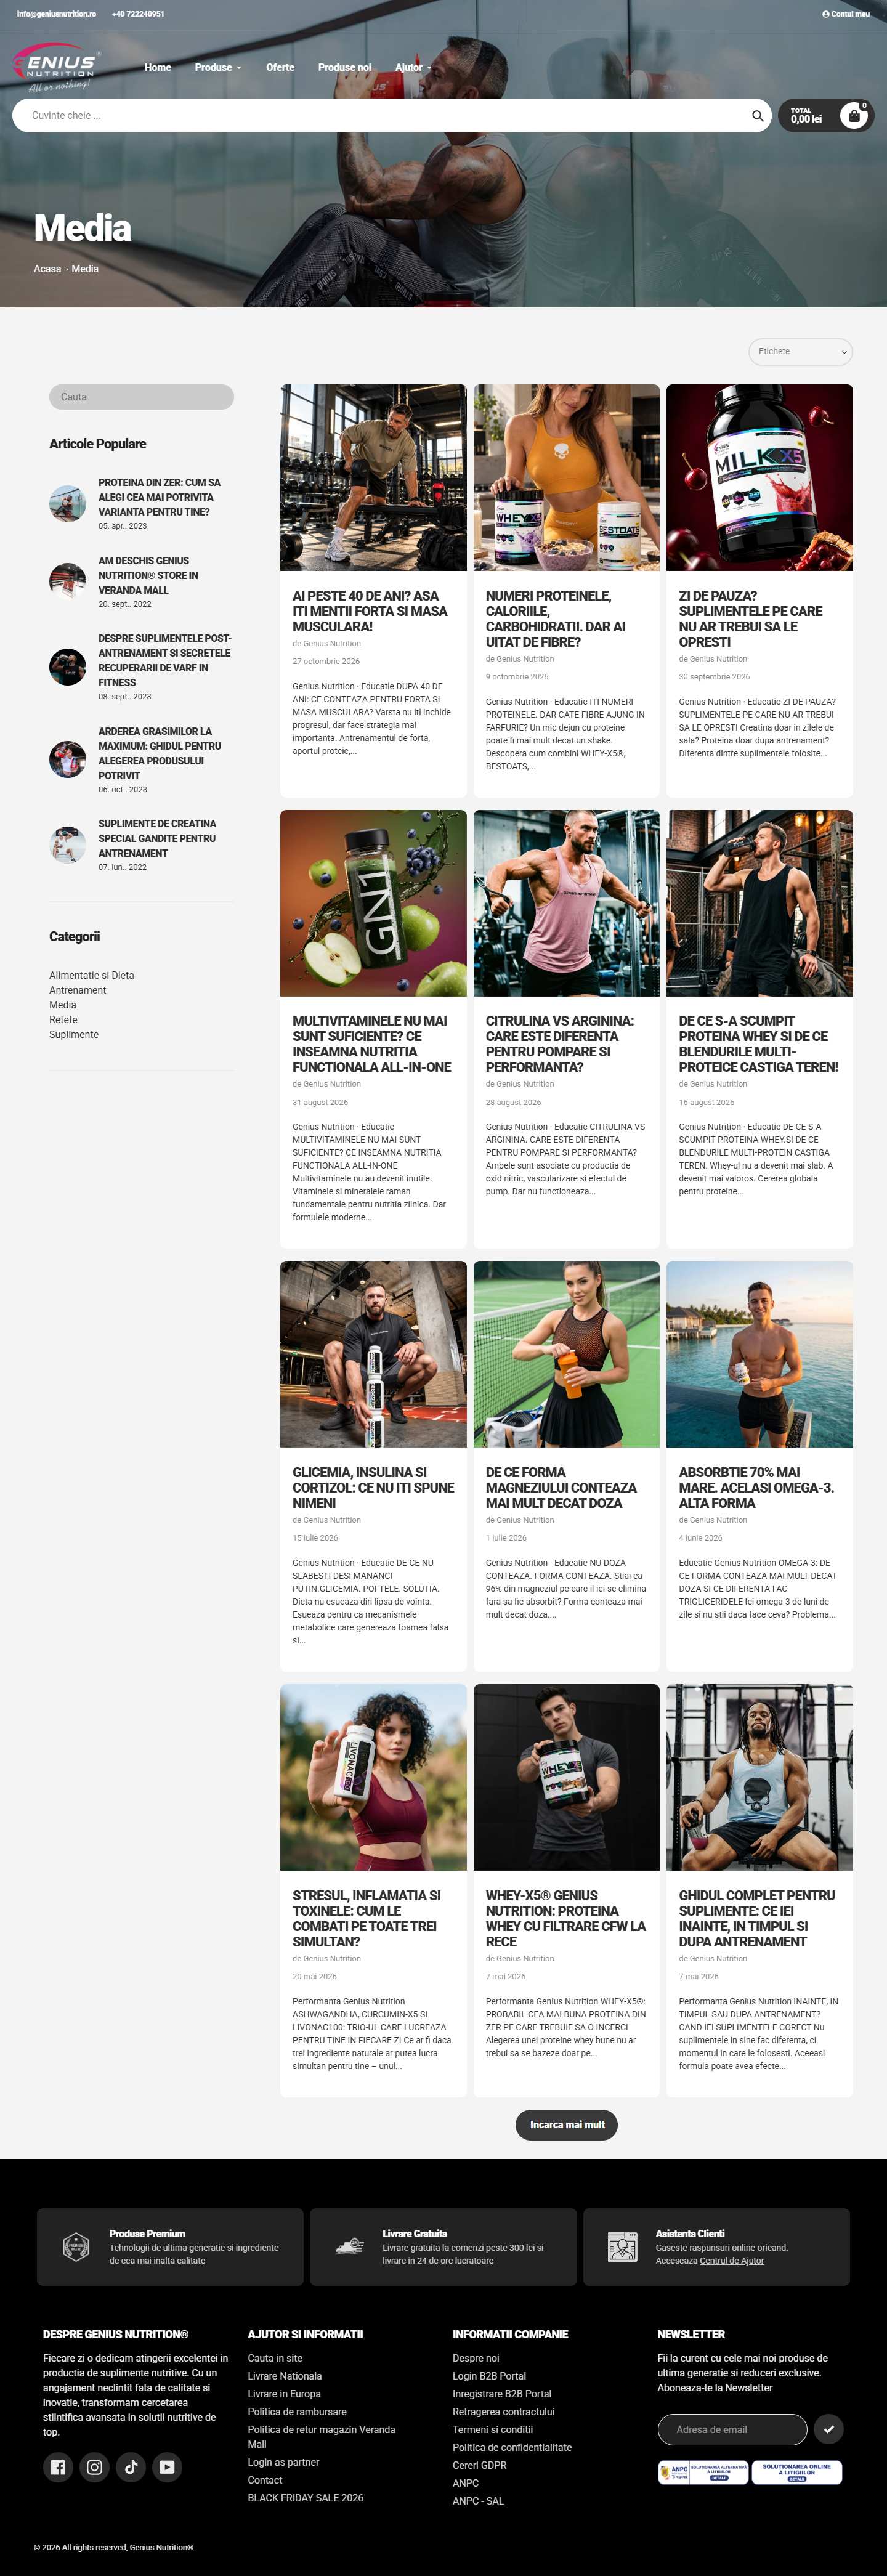 info@geniusnutrition.ro +40 722240951 Contul meu
GENIUS®
NUTRITION
All or nothing!
Home Produse Oferte Produse noi Ajutor
Cuvinte cheie ...
TOTAL
0,00 lei
0
Media
Acasa › Media
Etichete
Cauta
Articole Populare
PROTEINA DIN ZER: CUM SA
ALEGI CEA MAI POTRIVITA
VARIANTA PENTRU TINE?
05. apr.. 2023
AM DESCHIS GENIUS
NUTRITION® STORE IN
VERANDA MALL
20. sept.. 2022
DESPRE SUPLIMENTELE POST-
ANTRENAMENT SI SECRETELE
RECUPERARII DE VARF IN
FITNESS
08. sept.. 2023
ARDEREA GRASIMILOR LA
MAXIMUM: GHIDUL PENTRU
ALEGEREA PRODUSULUI
POTRIVIT
06. oct.. 2023
SUPLIMENTE DE CREATINA
SPECIAL GANDITE PENTRU
ANTRENAMENT
07. iun.. 2022
Categorii
Alimentatie si Dieta
Antrenament
Media
Retete
Suplimente
AI PESTE 40 DE ANI? ASA
ITI MENTII FORTA SI MASA
MUSCULARA!
de Genius Nutrition
27 octombrie 2026
Genius Nutrition · Educatie DUPA 40 DE
ANI: CE CONTEAZA PENTRU FORTA SI
MASA MUSCULARA? Varsta nu iti inchide
progresul, dar face strategia mai
importanta. Antrenamentul de forta,
aportul proteic,...
WHEY-X5
BESTOATS
NUMERI PROTEINELE,
CALORIILE,
CARBOHIDRATII. DAR AI
UITAT DE FIBRE?
de Genius Nutrition
9 octombrie 2026
Genius Nutrition · Educatie ITI NUMERI
PROTEINELE. DAR CATE FIBRE AJUNG IN
FARFURIE? Un mic dejun cu proteine
poate fi mai mult decat un shake.
Descopera cum combini WHEY-X5®,
BESTOATS,...
MILK X5
ZI DE PAUZA?
SUPLIMENTELE PE CARE
NU AR TREBUI SA LE
OPRESTI
de Genius Nutrition
30 septembrie 2026
Genius Nutrition · Educatie ZI DE PAUZA?
SUPLIMENTELE PE CARE NU AR TREBUI
SA LE OPRESTI Creatina doar in zilele de
sala? Proteina doar dupa antrenament?
Diferenta dintre suplimentele folosite...
GN1
MULTIVITAMINELE NU MAI
SUNT SUFICIENTE? CE
INSEAMNA NUTRITIA
FUNCTIONALA ALL-IN-ONE
de Genius Nutrition
31 august 2026
Genius Nutrition · Educatie
MULTIVITAMINELE NU MAI SUNT
SUFICIENTE? CE INSEAMNA NUTRITIA
FUNCTIONALA ALL-IN-ONE
Multivitaminele nu au devenit inutile.
Vitaminele si mineralele raman
fundamentale pentru nutritia zilnica. Dar
formulele moderne...
CITRULINA VS ARGININA:
CARE ESTE DIFERENTA
PENTRU POMPARE SI
PERFORMANTA?
de Genius Nutrition
28 august 2026
Genius Nutrition · Educatie CITRULINA VS
ARGININA. CARE ESTE DIFERENTA
PENTRU POMPARE SI PERFORMANTA?
Ambele sunt asociate cu productia de
oxid nitric, vascularizare si efectul de
pump. Dar nu functioneaza...
DE CE S-A SCUMPIT
PROTEINA WHEY SI DE CE
BLENDURILE MULTI-
PROTEICE CASTIGA TEREN!
de Genius Nutrition
16 august 2026
Genius Nutrition · Educatie DE CE S-A
SCUMPIT PROTEINA WHEY.SI DE CE
BLENDURILE MULTI-PROTEIN CASTIGA
TEREN. Whey-ul nu a devenit mai slab. A
devenit mai valoros. Cererea globala
pentru proteine...
GLICEMIA, INSULINA SI
CORTIZOL: CE NU ITI SPUNE
NIMENI
de Genius Nutrition
15 iulie 2026
Genius Nutrition · Educatie DE CE NU
SLABESTI DESI MANANCI
PUTIN.GLICEMIA. POFTELE. SOLUTIA.
Dieta nu esueaza din lipsa de vointa.
Esueaza pentru ca mecanismele
metabolice care genereaza foamea falsa
si...
DE CE FORMA
MAGNEZIULUI CONTEAZA
MAI MULT DECAT DOZA
de Genius Nutrition
1 iulie 2026
Genius Nutrition · Educatie NU DOZA
CONTEAZA. FORMA CONTEAZA. Stiai ca
96% din magneziul pe care il iei se elimina
fara sa fie absorbit? Forma conteaza mai
mult decat doza....
ABSORBTIE 70% MAI
MARE. ACELASI OMEGA-3.
ALTA FORMA
de Genius Nutrition
4 iunie 2026
Educatie Genius Nutrition OMEGA-3: DE
CE FORMA CONTEAZA MAI MULT DECAT
DOZA SI CE DIFERENTA FAC
TRIGLICERIDELE Iei omega-3 de luni de
zile si nu stii daca face ceva? Problema...
LIVONAC100
STRESUL, INFLAMATIA SI
TOXINELE: CUM LE
COMBATI PE TOATE TREI
SIMULTAN?
de Genius Nutrition
20 mai 2026
Performanta Genius Nutrition
ASHWAGANDHA, CURCUMIN-X5 SI
LIVONAC100: TRIO-UL CARE LUCREAZA
PENTRU TINE IN FIECARE ZI Ce ar fi daca
trei ingrediente naturale ar putea lucra
simultan pentru tine – unul...
WHEY-X5
WHEY-X5® GENIUS
NUTRITION: PROTEINA
WHEY CU FILTRARE CFW LA
RECE
de Genius Nutrition
7 mai 2026
Performanta Genius Nutrition WHEY-X5®:
PROBABIL CEA MAI BUNA PROTEINA DIN
ZER PE CARE TREBUIE SA O INCERCI
Alegerea unei proteine whey bune nu ar
trebui sa se bazeze doar pe...
GHIDUL COMPLET PENTRU
SUPLIMENTE: CE IEI
INAINTE, IN TIMPUL SI
DUPA ANTRENAMENT
de Genius Nutrition
7 mai 2026
Performanta Genius Nutrition INAINTE, IN
TIMPUL SAU DUPA ANTRENAMENT?
CAND IEI SUPLIMENTELE CORECT Nu
suplimentele in sine fac diferenta, ci
momentul in care le folosesti. Aceeasi
formula poate avea efecte...
Incarca mai mult
Produse Premium
Tehnologii de ultima generatie si ingrediente
de cea mai inalta calitate
Livrare Gratuita
Livrare gratuita la comenzi peste 300 lei si
livrare in 24 de ore lucratoare
Asistenta Clienti
Gaseste raspunsuri online oricand.
Acceseaza Centrul de Ajutor
DESPRE GENIUS NUTRITION®
Fiecare zi o dedicam atingerii excelentei in
productia de suplimente nutritive. Cu un
angajament neclintit fata de calitate si
inovatie, transformam cercetarea
stiintifica avansata in solutii nutritive de
top.
AJUTOR SI INFORMATII
Cauta in site
Livrare Nationala
Livrare in Europa
Politica de rambursare
Politica de retur magazin Veranda
Mall
Login as partner
Contact
BLACK FRIDAY SALE 2026
INFORMATII COMPANIE
Despre noi
Login B2B Portal
Inregistrare B2B Portal
Retragerea contractului
Termeni si conditii
Politica de confidentialitate
Cereri GDPR
ANPC
ANPC - SAL
NEWSLETTER
Fii la curent cu cele mai noi produse de
ultima generatie si reduceri exclusive.
Aboneaza-te la Newsletter
Adresa de email
ANPC
SOLUTIONAREA ALTERNATIVA
A LITIGIILOR
DETALII
SOLUTIONAREA ONLINE
A LITIGIILOR
DETALII
© 2026 All rights reserved, Genius Nutrition®